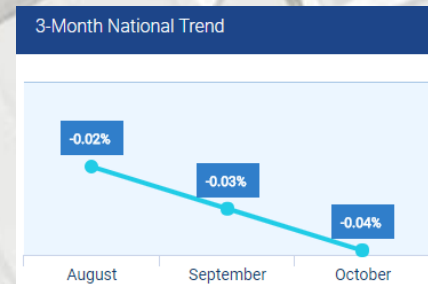 3-Month National Trend
-0.02%
-0.03%
-0.04%
August September October